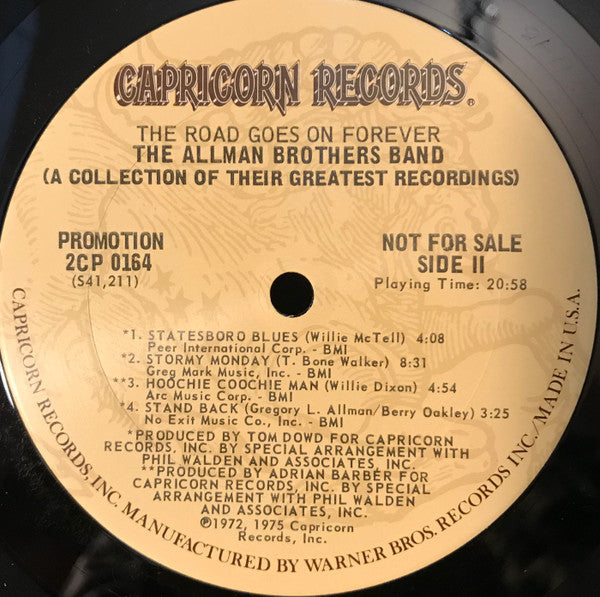 CAPRICORN RECORDS®
THE ROAD GOES ON FOREVER
THE ALLMAN BROTHERS BAND
(A COLLECTION OF THEIR GREATEST RECORDINGS)
PROMOTION
2CP 0164
(S41,211)
NOT FOR SALE
SIDE II
Playing Time: 20:58
*1. STATESBORO BLUES (Willie McTell) 4:08
Peer International Corp. - BMI
*2. STORMY MONDAY (T. Bone Walker) 8:31
Greg Mark Music, Inc. - BMI
**3. HOOCHIE COOCHIE MAN (Willie Dixon) 4:54
Arc Music Corp. - BMI
*4. STAND BACK (Gregory L. Allman/Berry Oakley) 3:25
No Exit Music Co., Inc. - BMI
*PRODUCED BY TOM DOWD FOR CAPRICORN
RECORDS, INC. BY SPECIAL ARRANGEMENT WITH
PHIL WALDEN AND ASSOCIATES, INC.
**PRODUCED BY ADRIAN BARBER FOR
CAPRICORN RECORDS, INC. BY SPECIAL
ARRANGEMENT WITH PHIL WALDEN
AND ASSOCIATES, INC.
℗1972, 1975 Capricorn
Records, Inc.
CAPRICORN RECORDS, INC. MANUFACTURED BY WARNER BROS. RECORDS INC./MADE IN U.S.A.